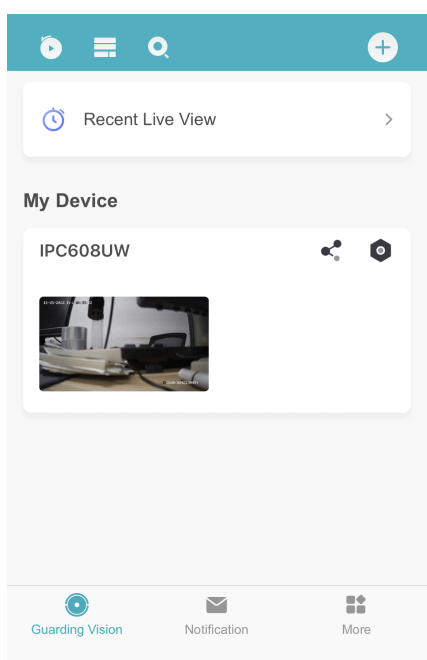 Recent Live View
My Device
IPC608UW
Guarding Vision
Notification
More